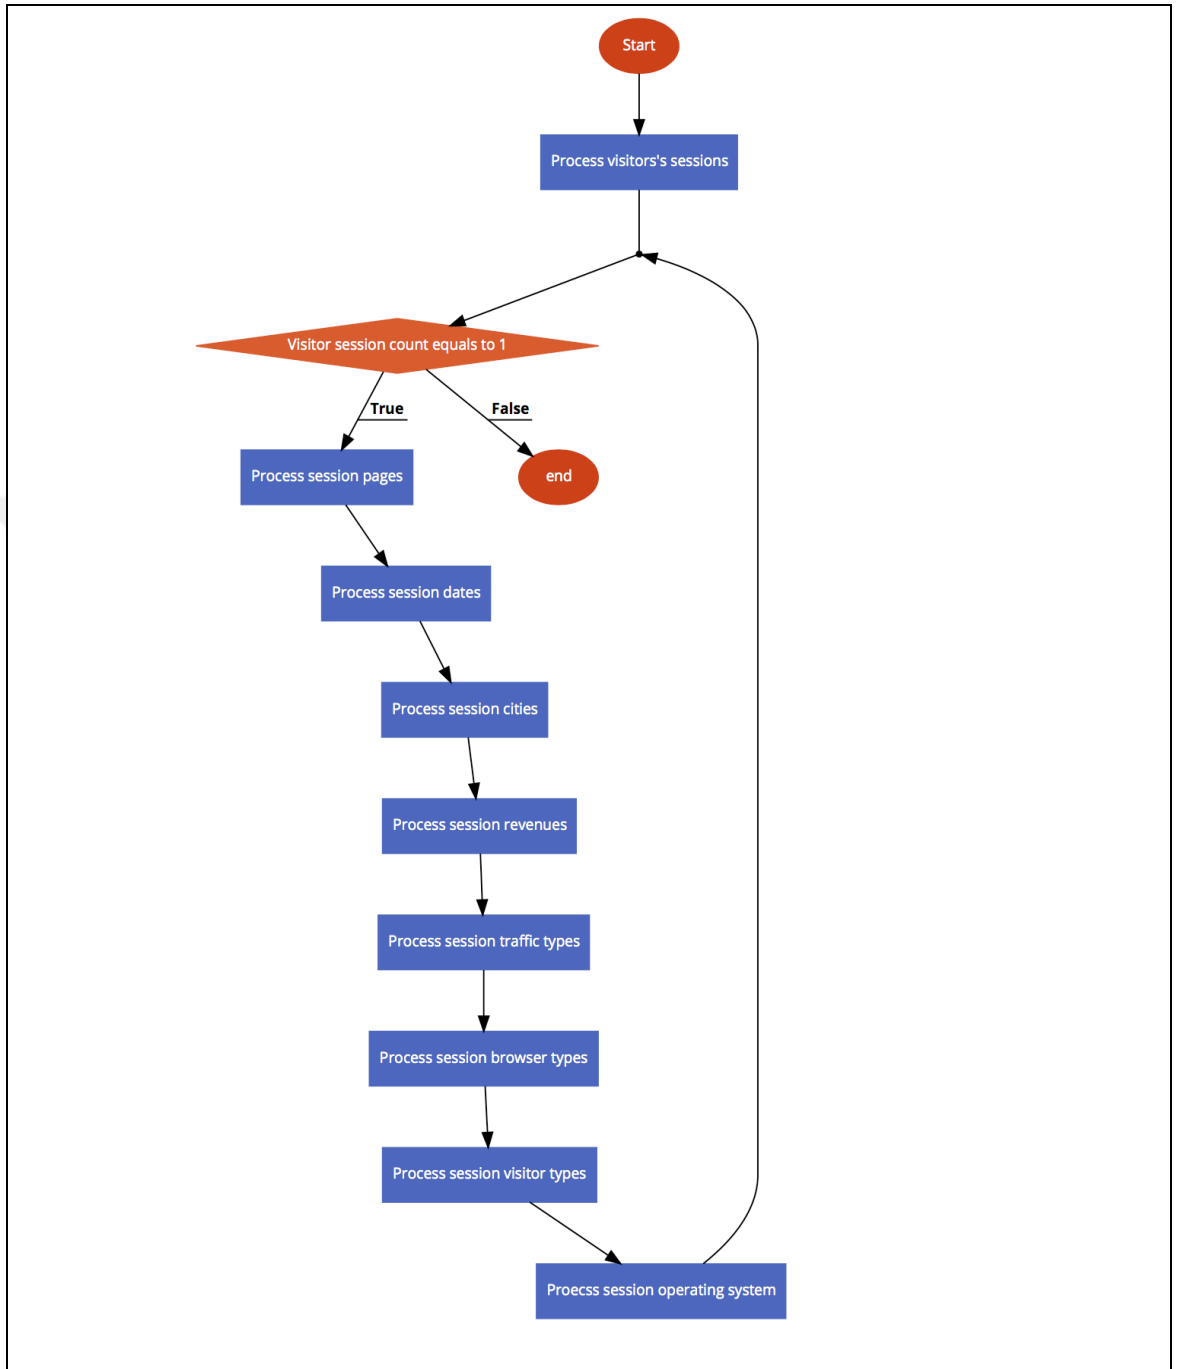 Start
Process visitors's sessions
Visitor session count equals to 1
True
False
Process session pages
end
Process session dates
Process session cities
Process session revenues
Process session traffic types
Process session browser types
Process session visitor types
Proecss session operating system